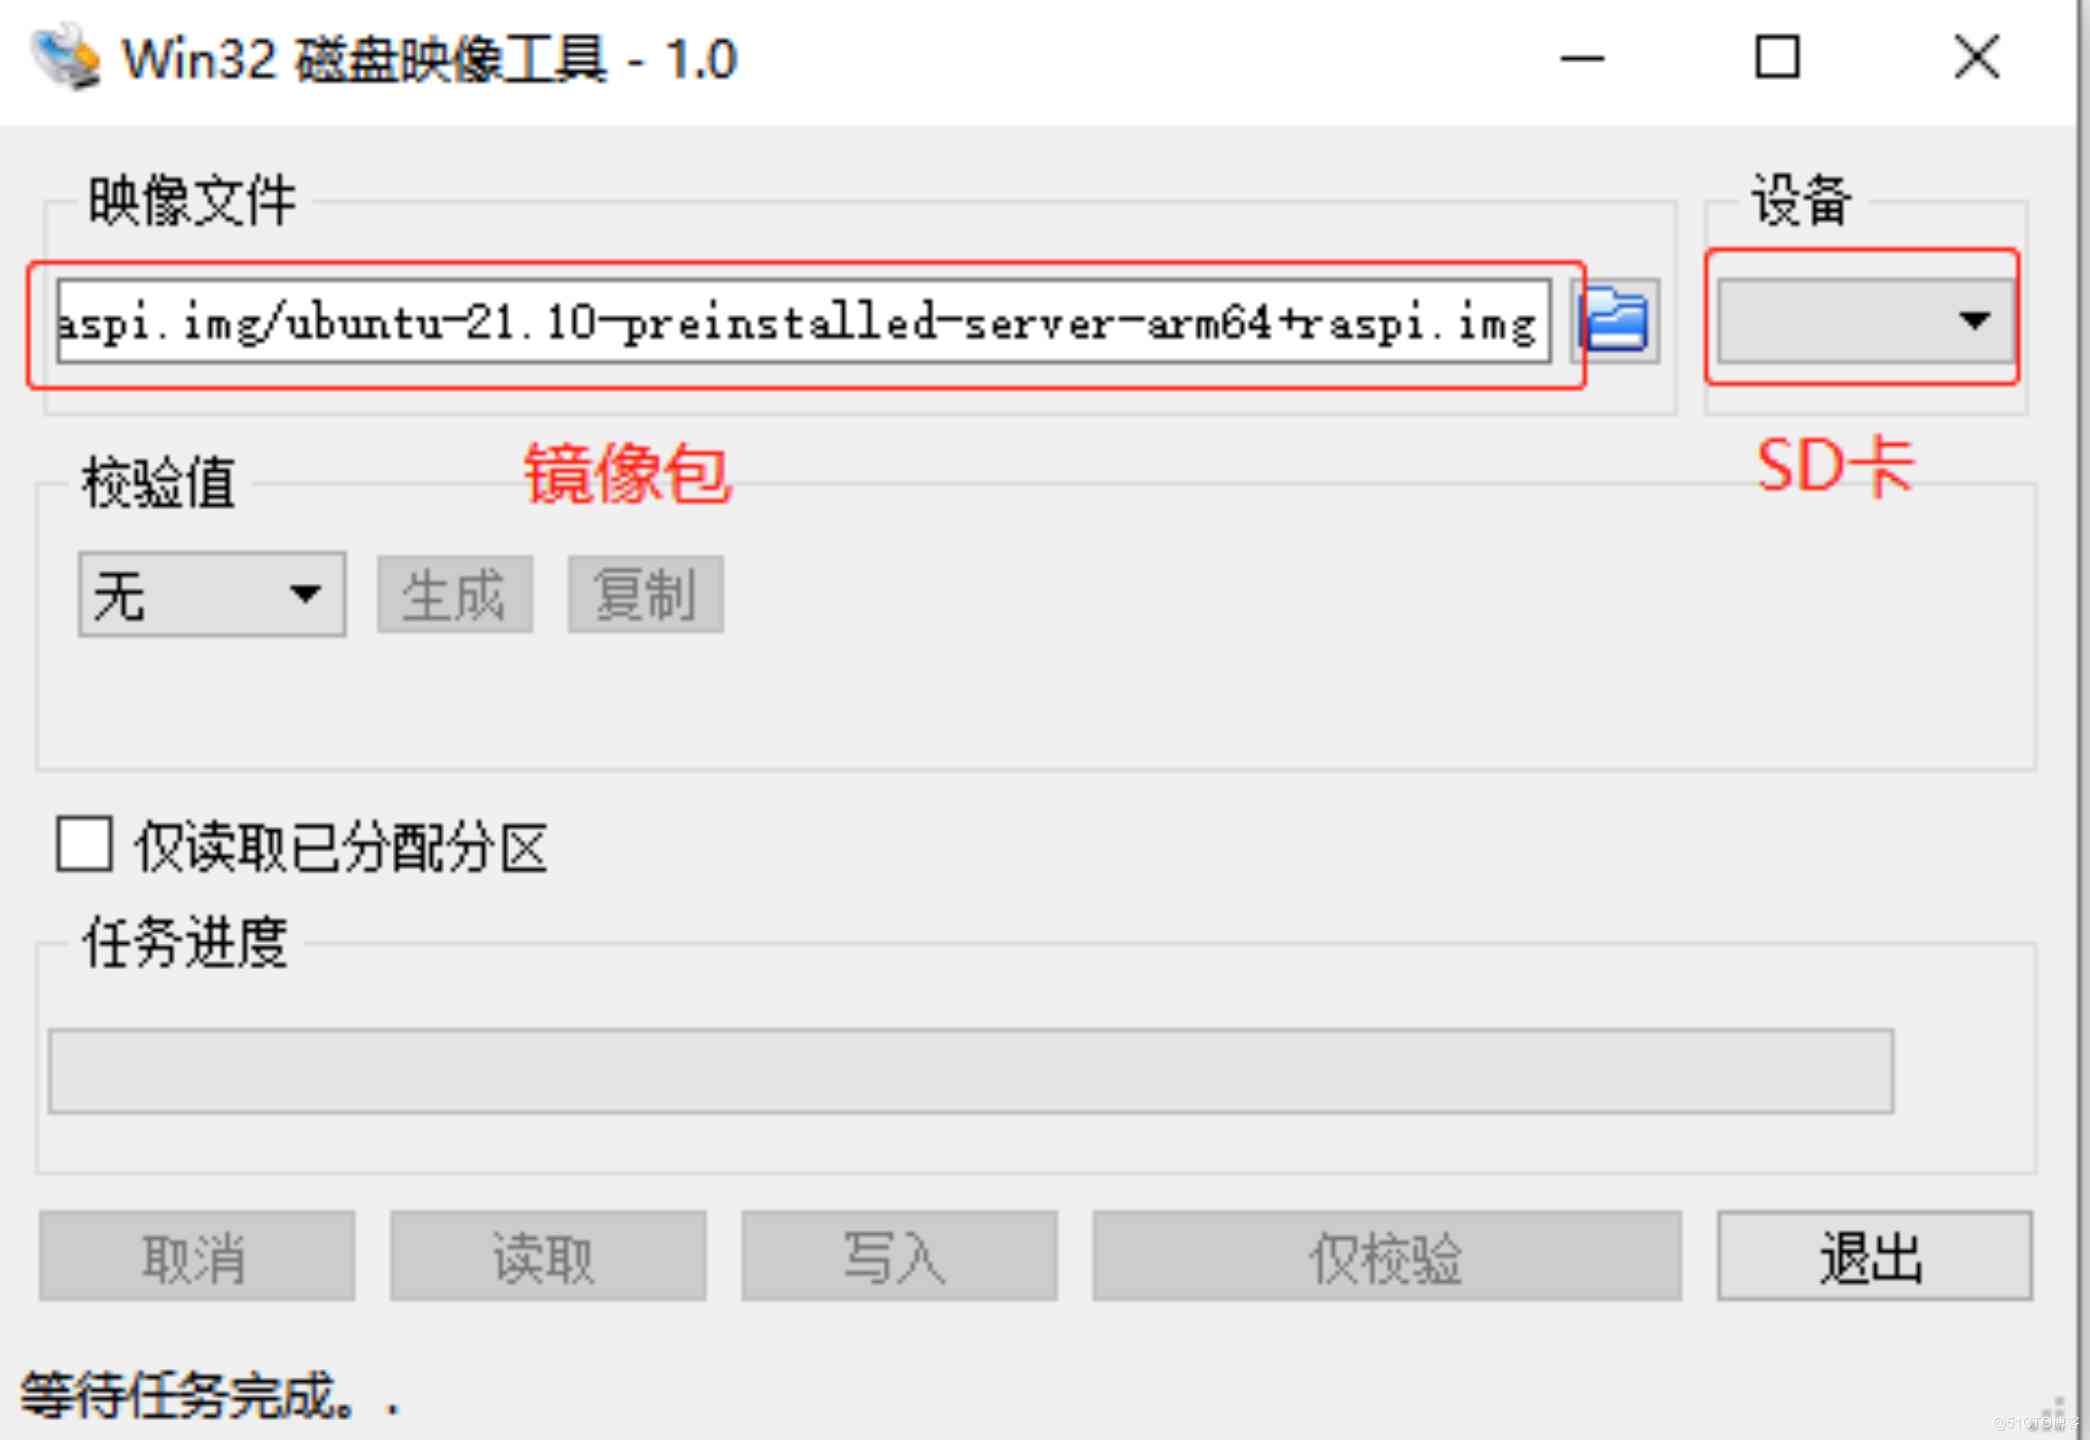 Win32 磁盘映像工具 - 1.0
映像文件
设备
aspi.img/ubuntu-21.10-preinstalled-server-arm64+raspi.img
镜像包
SD卡
校验值
无
生成
复制
仅读取已分配分区
任务进度
取消
读取
写入
仅校验
退出
等待任务完成。.
@51CTO博客